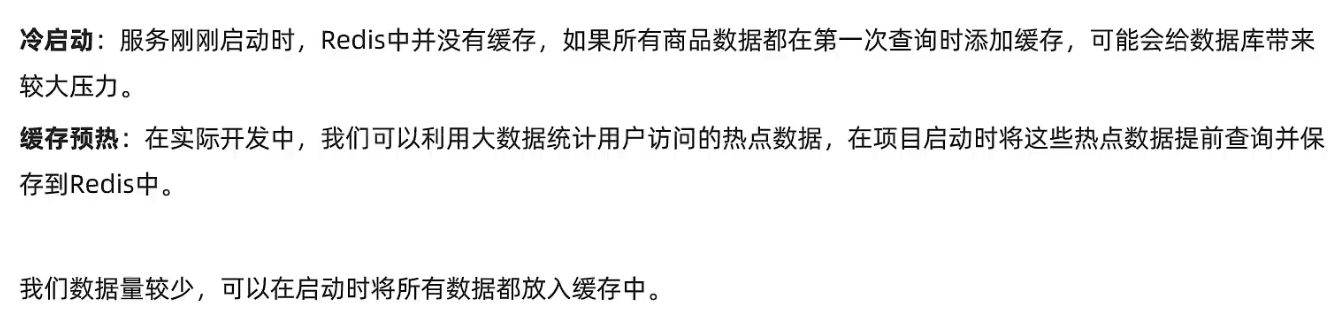 冷启动：服务刚刚启动时，Redis中并没有缓存，如果所有商品数据都在第一次查询时添加缓存，可能会给数据库带来
较大压力。
缓存预热：在实际开发中，我们可以利用大数据统计用户访问的热点数据，在项目启动时将这些热点数据提前查询并保
存到Redis中。
我们数据量较少，可以在启动时将所有数据都放入缓存中。